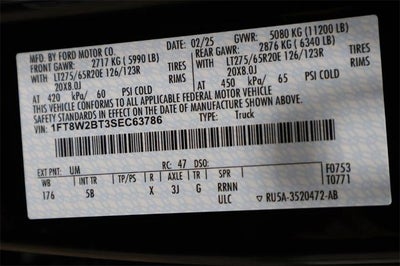 MFD. BY FORD MOTOR CO.
02/25 GVWR: 5080 KG (11200 LB)
FRONT GAWR: 2717 KG (5990 LB)
REAR GAWR: 2876 KG (6340 LB)
WITH LT275/65R20E 126/123R TIRES
20X8.0J RIMS
AT 420 kPa/ 60 PSI COLD
WITH LT275/65R20E 126/123R TIRES
20X8.0J RIMS
AT 450 kPa/ 65 PSI COLD
THIS VEHICLE CONFORMS TO ALL APPLICABLE FEDERAL MOTOR VEHICLE
SAFETY STANDARDS IN EFFECT ON THE DATE OF MANUFACTURE SHOWN ABOVE.
VIN: 1FT8W2BT3SEC63786 TYPE: Truck
F0753
T0771
EXT PNT: UM RC: 47 DSO:
WB TIN TP/PS R AXLE TR SPR
176 5B X 3J G RRNN
ULC RU5A-3520472-AB